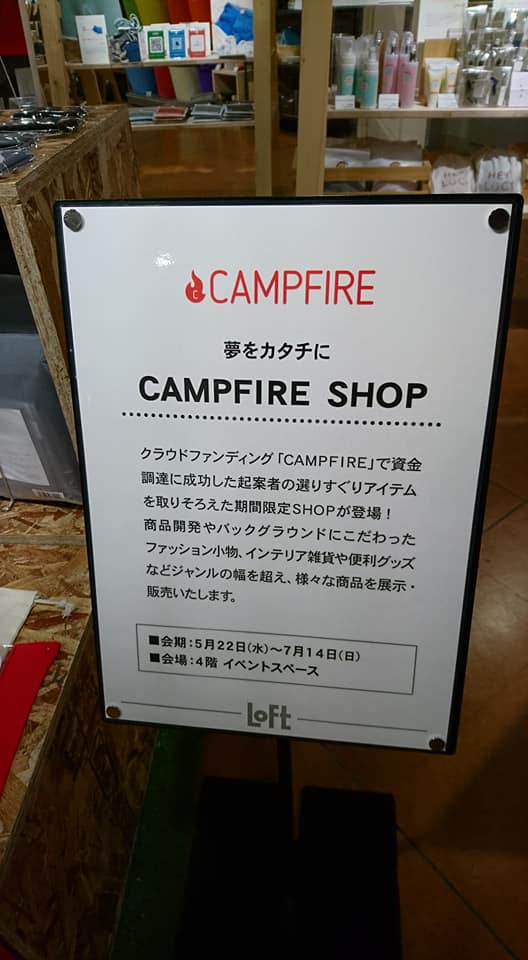 CAMPFIRE
夢をカタチに
CAMPFIRE SHOP
クラウドファンディング「CAMPFIRE」で資金
調達に成功した起案者の選りすぐりアイテム
を取りそろえた期間限定SHOPが登場!
商品開発やバックグラウンドにこだわった
ファッション小物、インテリア雑貨や便利グッズ
などジャンルの幅を超え、様々な商品を展示・
販売いたします。
■会期:5月22日(水)〜7月14日(日)
■会場:4階 イベントスペース
LoFt